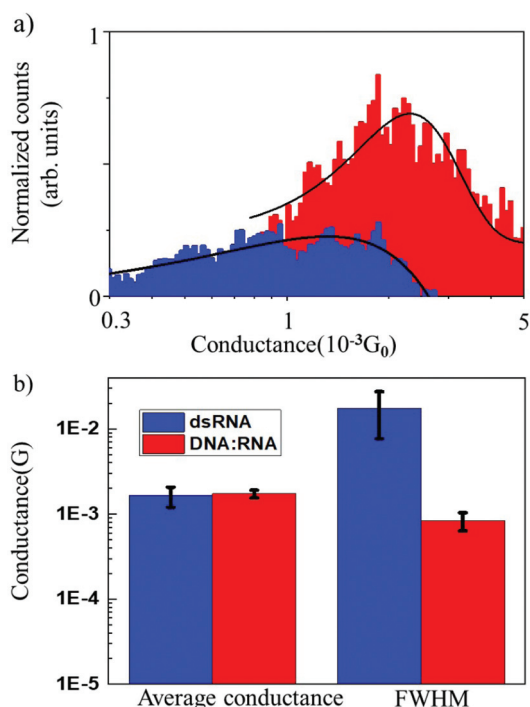 a)
1
Normalized counts
(arb. units)
0
0.3
1
5
Conductance(10⁻³G₀)
b)
Conductance(G)
1E-2
1E-3
1E-4
1E-5
dsRNA
DNA:RNA
Average conductance
FWHM